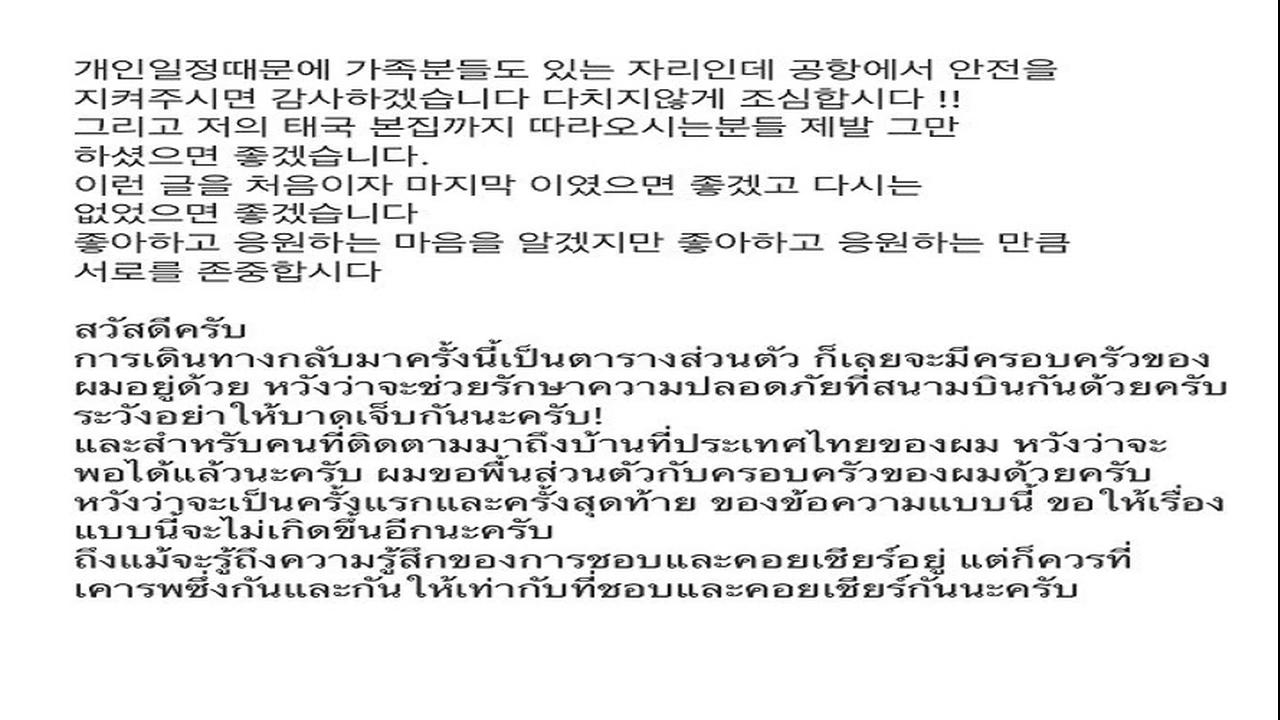 개인일정때문에 가족분들도 있는 자리인데 공항에서 안전을
지켜주시면 감사하겠습니다 다치지않게 조심합시다 !!
그리고 저의 태국 본집까지 따라오시는분들 제발 그만
하셨으면 좋겠습니다.
이런 글을 처음이자 마지막 이였으면 좋겠고 다시는
없었으면 좋겠습니다
좋아하고 응원하는 마음을 알겠지만 좋아하고 응원하는 만큼
서로를 존중합시다
สวัสดีครับ
การเดินทางกลับมาครั้งนี้เป็นตารางส่วนตัว ก็เลยจะมีครอบครัวของ
ผมอยู่ด้วย หวังว่าจะช่วยรักษาความปลอดภัยที่สนามบินกันด้วยครับ
ระวังอย่าให้บาดเจ็บกันนะครับ!
และสำหรับคนที่ติดตามมาถึงบ้านที่ประเทศไทยของผม หวังว่าจะ
พอได้แล้วนะครับ ผมขอพื้นส่วนตัวกับครอบครัวของผมด้วยครับ
หวังว่าจะเป็นครั้งแรกและครั้งสุดท้าย ของข้อความแบบนี้ ขอให้เรื่อง
แบบนี้จะไม่เกิดขึ้นอีกนะครับ
ถึงแม้จะรู้ถึงความรู้สึกของการชอบและคอยเชียร์อยู่ แต่ก็ควรที่
เคารพซึ่งกันและกันให้เท่ากับที่ชอบและคอยเชียร์กันนะครับ